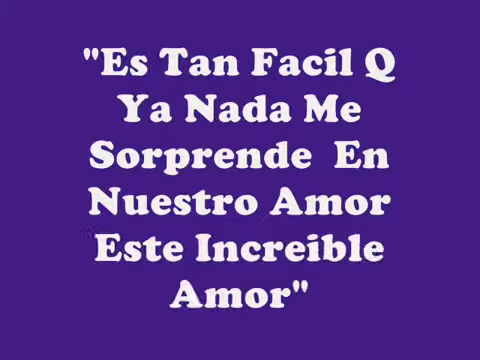 "Es Tan Facil Q
Ya Nada Me
Sorprende En
Nuestro Amor
Este Increible
Amor"